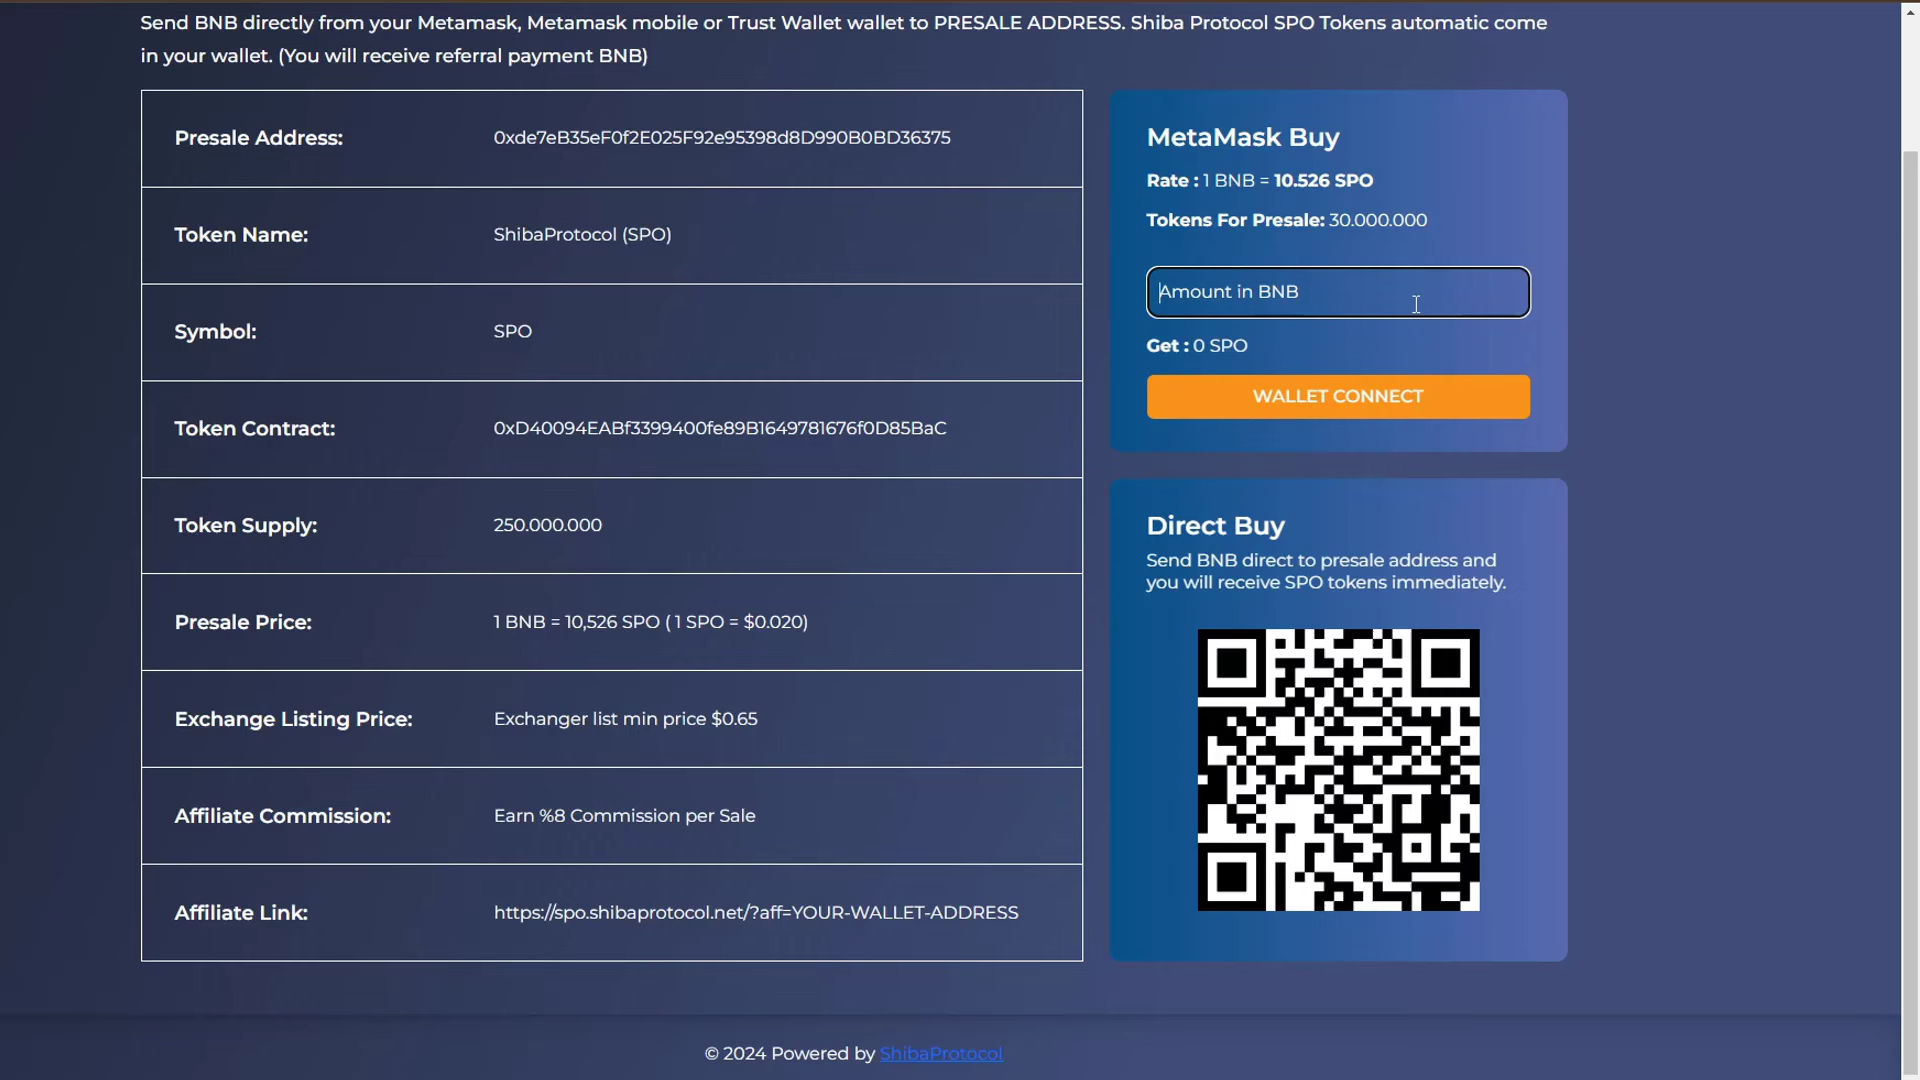 Send BNB directly from your Metamask, Metamask mobile or Trust Wallet wallet to PRESALE ADDRESS. Shiba Protocol SPO Tokens automatic come
in your wallet. (You will receive referral payment BNB)
Presale Address: 0xde7eB35eF0f2E025F92e95398d8D990B0BD36375
Token Name: ShibaProtocol (SPO)
Symbol: SPO
Token Contract: 0xD40094EABf3399400fe89B1649781676f0D85BaC
Token Supply: 250.000.000
Presale Price: 1 BNB = 10,526 SPO ( 1 SPO = $0.020)
Exchange Listing Price: Exchanger list min price $0.65
Affiliate Commission: Earn %8 Commission per Sale
Affiliate Link: https://spo.shibaprotocol.net/?aff=YOUR-WALLET-ADDRESS
MetaMask Buy
Rate : 1 BNB = 10.526 SPO
Tokens For Presale: 30.000.000
Amount in BNB
Get : 0 SPO
WALLET CONNECT
Direct Buy
Send BNB direct to presale address and
you will receive SPO tokens immediately.
© 2024 Powered by ShibaProtocol